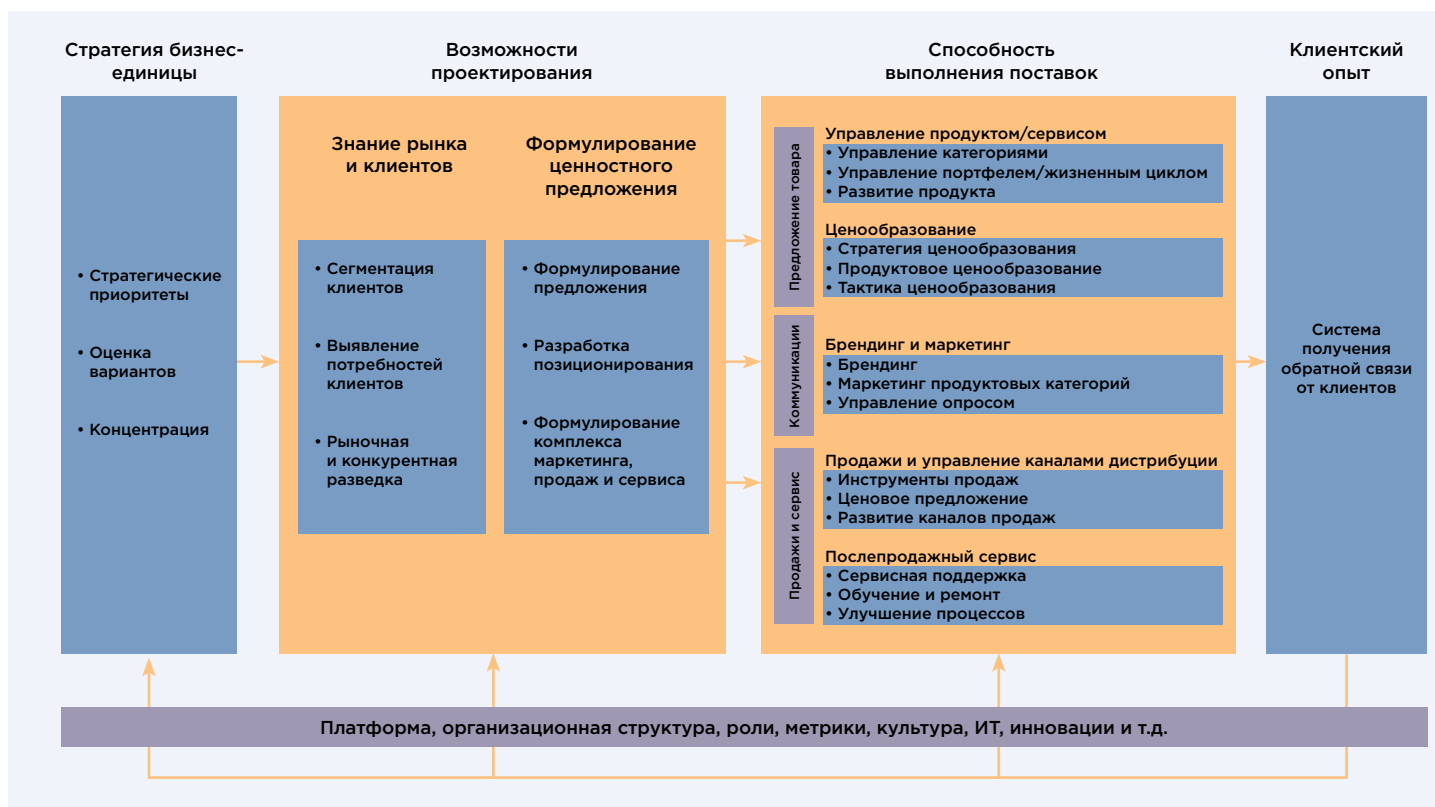 Стратегия бизнес-
единицы
• Стратегические
приоритеты
• Оценка
вариантов
• Концентрация
Возможности
проектирования
Знание рынка
и клиентов
• Сегментация
клиентов
• Выявление
потребностей
клиентов
• Рыночная
и конкурентная
разведка
Формулирование
ценностного
предложения
• Формулирование
предложения
• Разработка
позиционирования
• Формулирование
комплекса
маркетинга,
продаж и сервиса
Способность
выполнения поставок
Предложение товара
Управление продуктом/сервисом
• Управление категориями
• Управление портфелем/жизненным циклом
• Развитие продукта
Ценообразование
• Стратегия ценообразования
• Продуктовое ценообразование
• Тактика ценообразования
Коммуникации
Брендинг и маркетинг
• Брендинг
• Маркетинг продуктовых категорий
• Управление опросом
Продажи и сервис
Продажи и управление каналами дистрибуции
• Инструменты продаж
• Ценовое предложение
• Развитие каналов продаж
Послепродажный сервис
• Сервисная поддержка
• Обучение и ремонт
• Улучшение процессов
Клиентский
опыт
Система
получения
обратной связи
от клиентов
Платформа, организационная структура, роли, метрики, культура, ИТ, инновации и т.д.